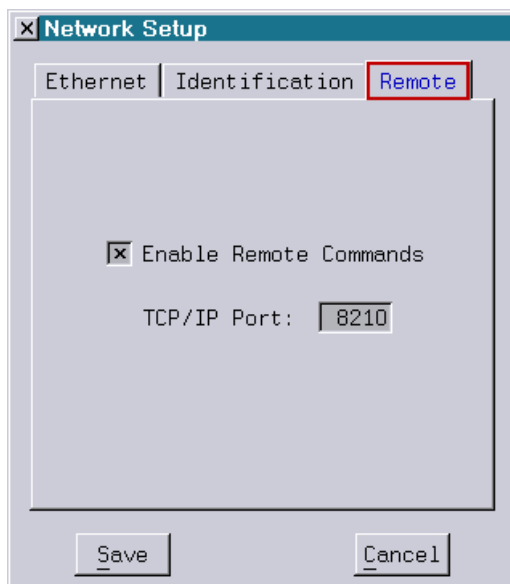 Network Setup
Ethernet Identification Remote
Enable Remote Commands
TCP/IP Port: 8210
Save Cancel